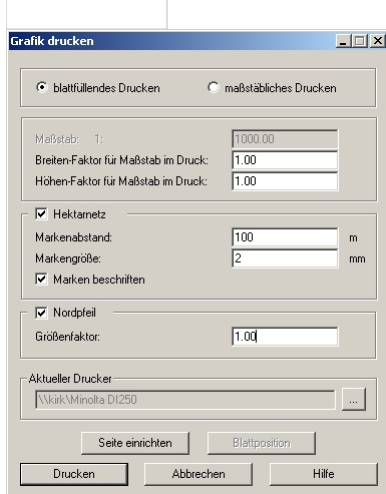 Grafik drucken
blattfüllendes Drucken maßstäbliches Drucken
Maßstab: 1: 1000.00
Breiten-Faktor für Maßstab im Druck: 1.00
Höhen-Faktor für Maßstab im Druck: 1.00
Hektarnetz
Markenabstand: 100 m
Markengröße: 2 mm
Marken beschriften
Nordpfeil
Größenfaktor: 1.00
Aktueller Drucker
\\kirk\Minolta DI250 ...
Seite einrichten Blattposition
Drucken Abbrechen Hilfe